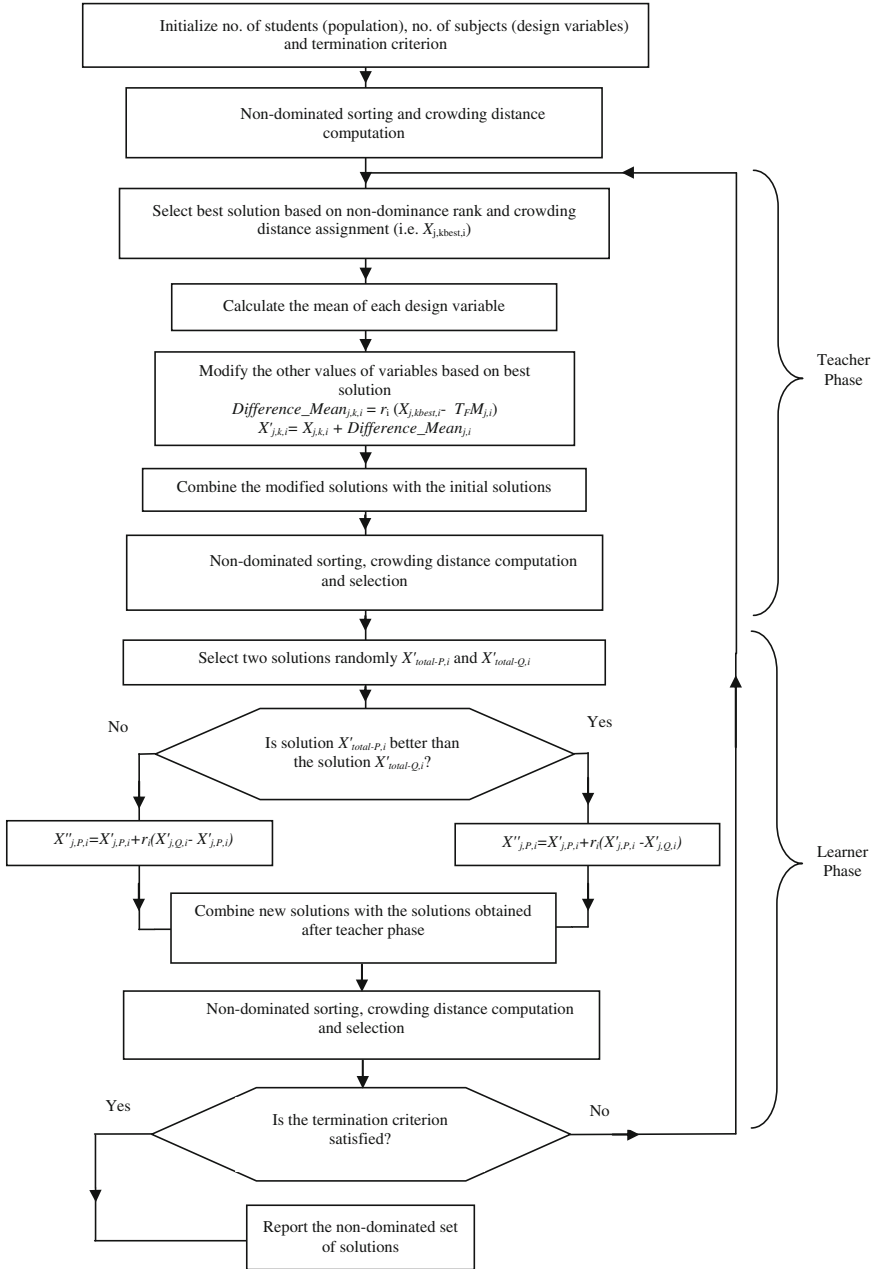 Initialize no. of students (population), no. of subjects (design variables)
and termination criterion
Non-dominated sorting and crowding distance
computation
Select best solution based on non-dominance rank and crowding
distance assignment (i.e. X_j,kbest,i)
Calculate the mean of each design variable
Modify the other values of variables based on best
solution
Difference_Mean_j,k,i = r_i (X_j,kbest,i- T_FM_j,i)
X'_j,k,i= X_j,k,i + Difference_Mean_j,i
Combine the modified solutions with the initial solutions
Non-dominated sorting, crowding distance computation
and selection
Teacher
Phase
Select two solutions randomly X'_total-P,i and X'_total-Q,i
No
Yes
Is solution X'_total-P,i better than
the solution X'_total-Q,i?
X''_j,P,i=X'_j,P,i+r_i(X'_j,Q,i- X'_j,P,i)
X''_j,P,i=X'_j,P,i+r_i(X'_j,P,i -X'_j,Q,i)
Learner
Phase
Combine new solutions with the solutions obtained
after teacher phase
Non-dominated sorting, crowding distance computation
and selection
Yes
No
Is the termination criterion
satisfied?
Report the non-dominated set
of solutions